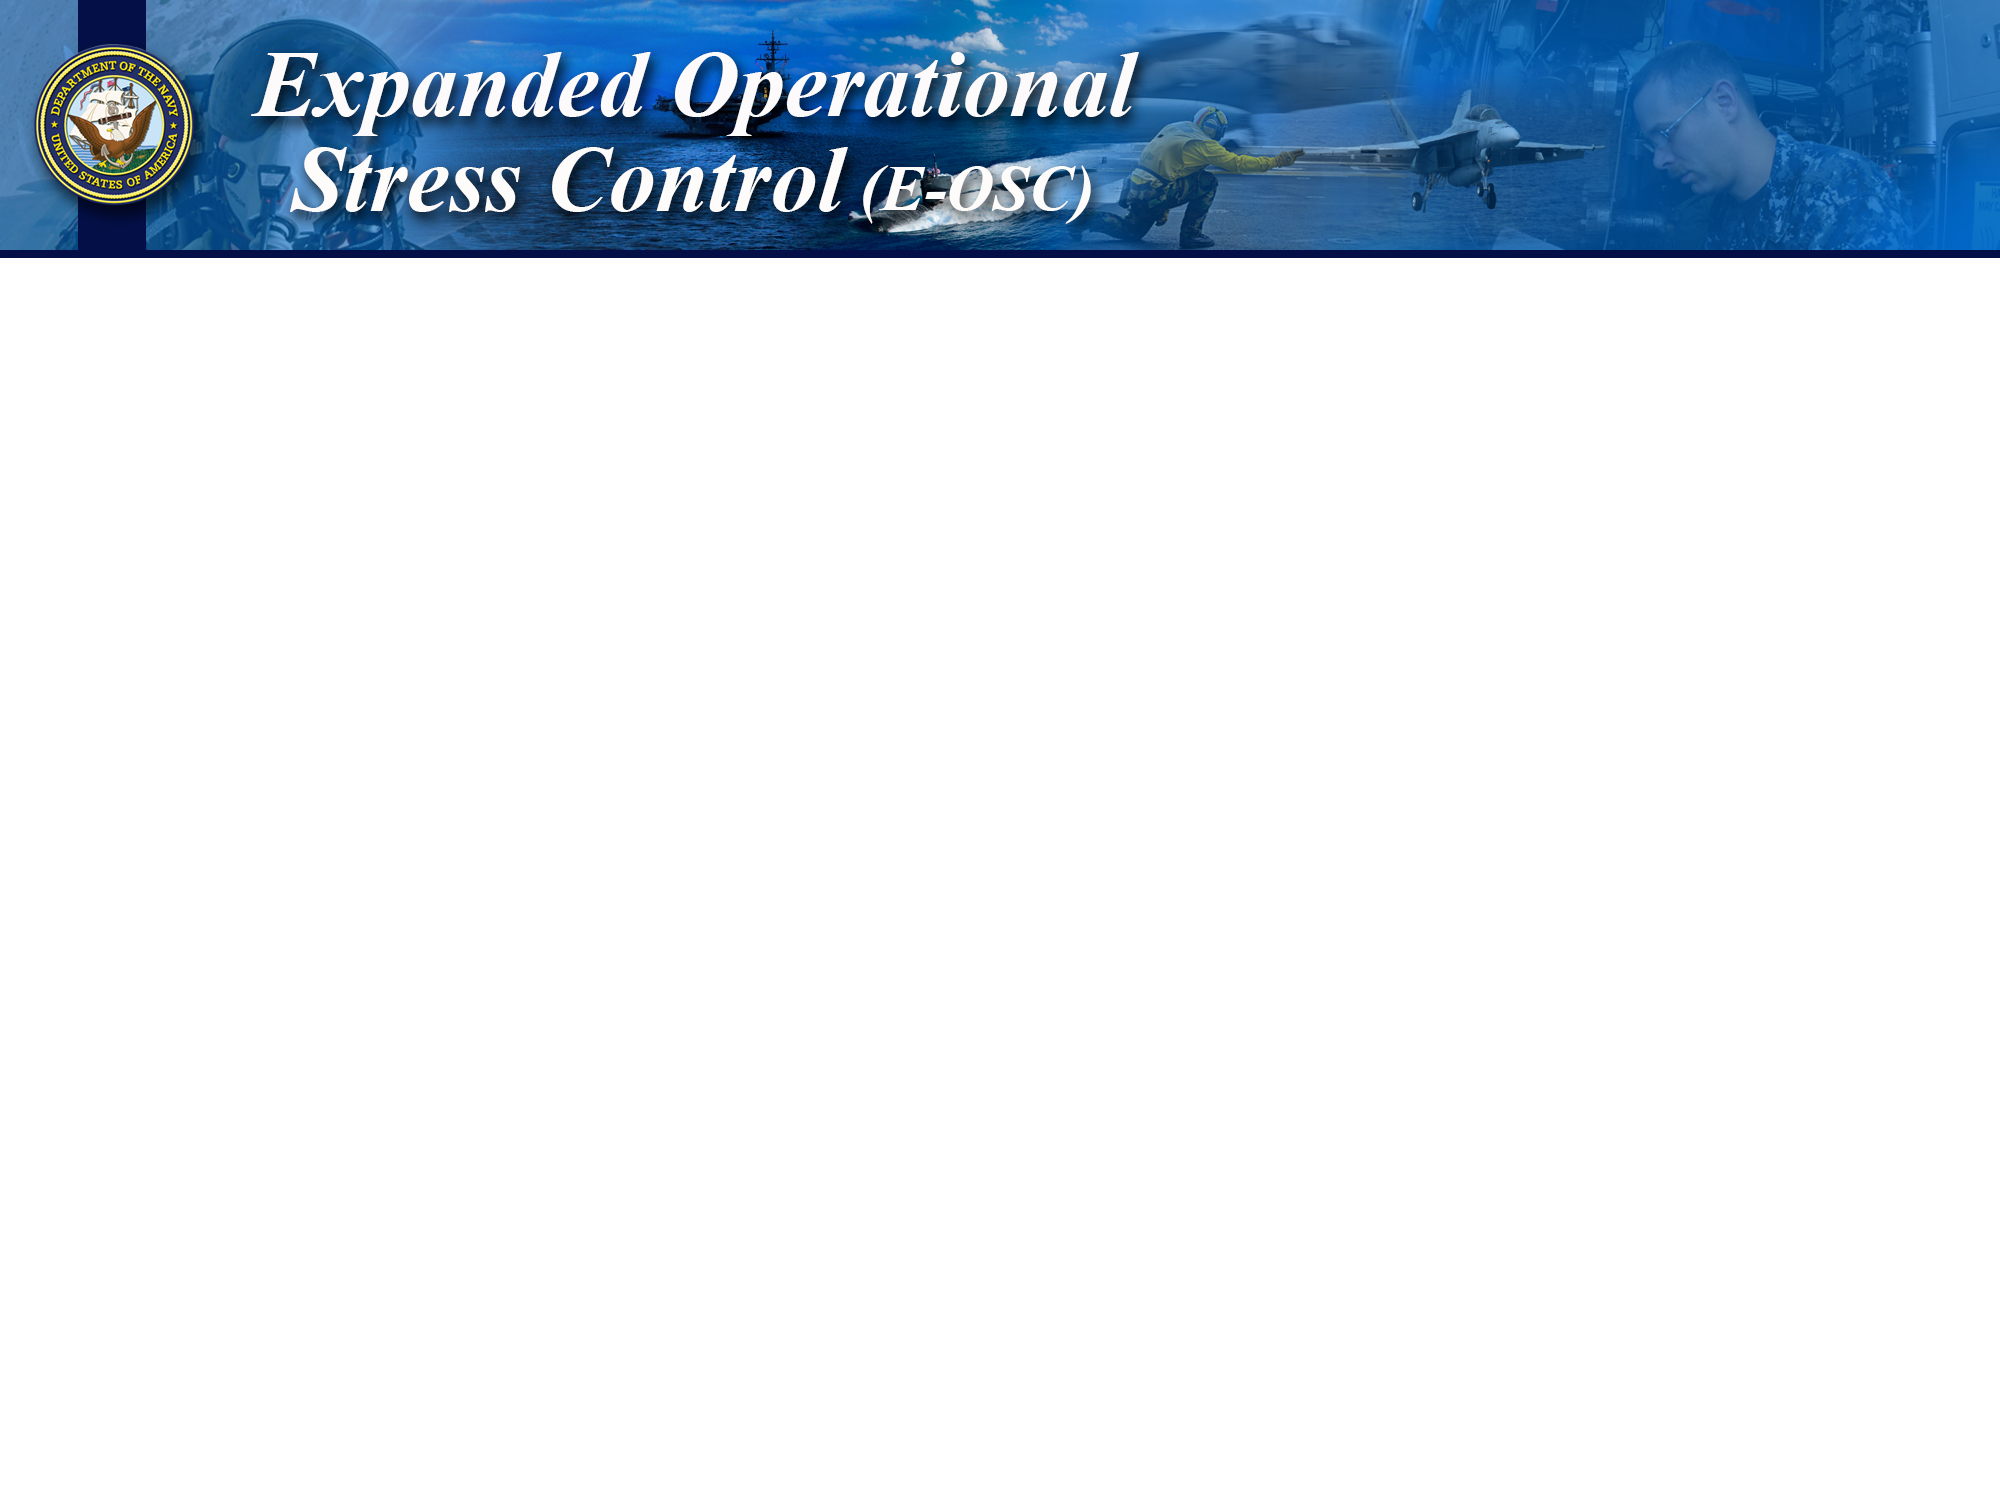 DEPARTMENT OF THE NAVY
UNITED STATES OF AMERICA
Expanded Operational
Stress Control (E-OSC)